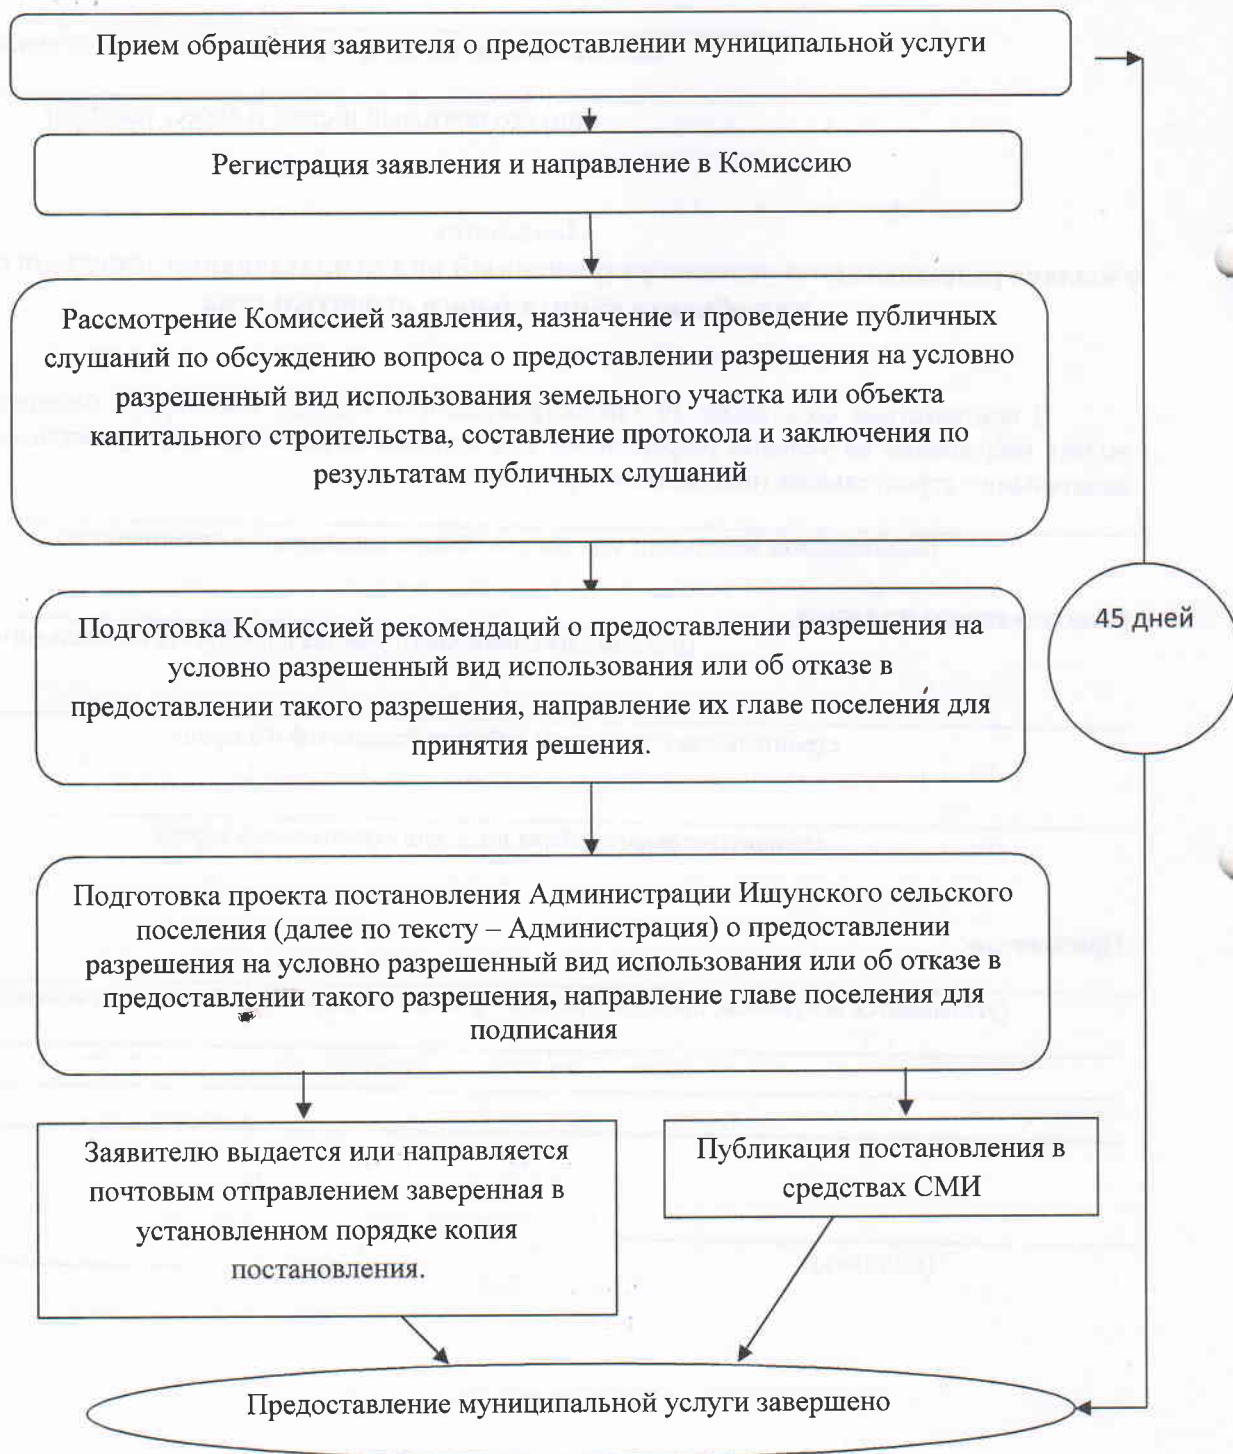 Прием обращения заявителя о предоставлении муниципальной услуги
Регистрация заявления и направление в Комиссию
Рассмотрение Комиссией заявления, назначение и проведение публичных
слушаний по обсуждению вопроса о предоставлении разрешения на условно
разрешенный вид использования земельного участка или объекта
капитального строительства, составление протокола и заключения по
результатам публичных слушаний
45 дней
Подготовка Комиссией рекомендаций о предоставлении разрешения на
условно разрешенный вид использования или об отказе в
предоставлении такого разрешения, направление их главе поселения для
принятия решения.
Подготовка проекта постановления Администрации Ишунского сельского
поселения (далее по тексту – Администрация) о предоставлении
разрешения на условно разрешенный вид использования или об отказе в
предоставлении такого разрешения, направление главе поселения для
подписания
Заявителю выдается или направляется
почтовым отправлением заверенная в
установленном порядке копия
постановления.
Публикация постановления в
средствах СМИ
Предоставление муниципальной услуги завершено